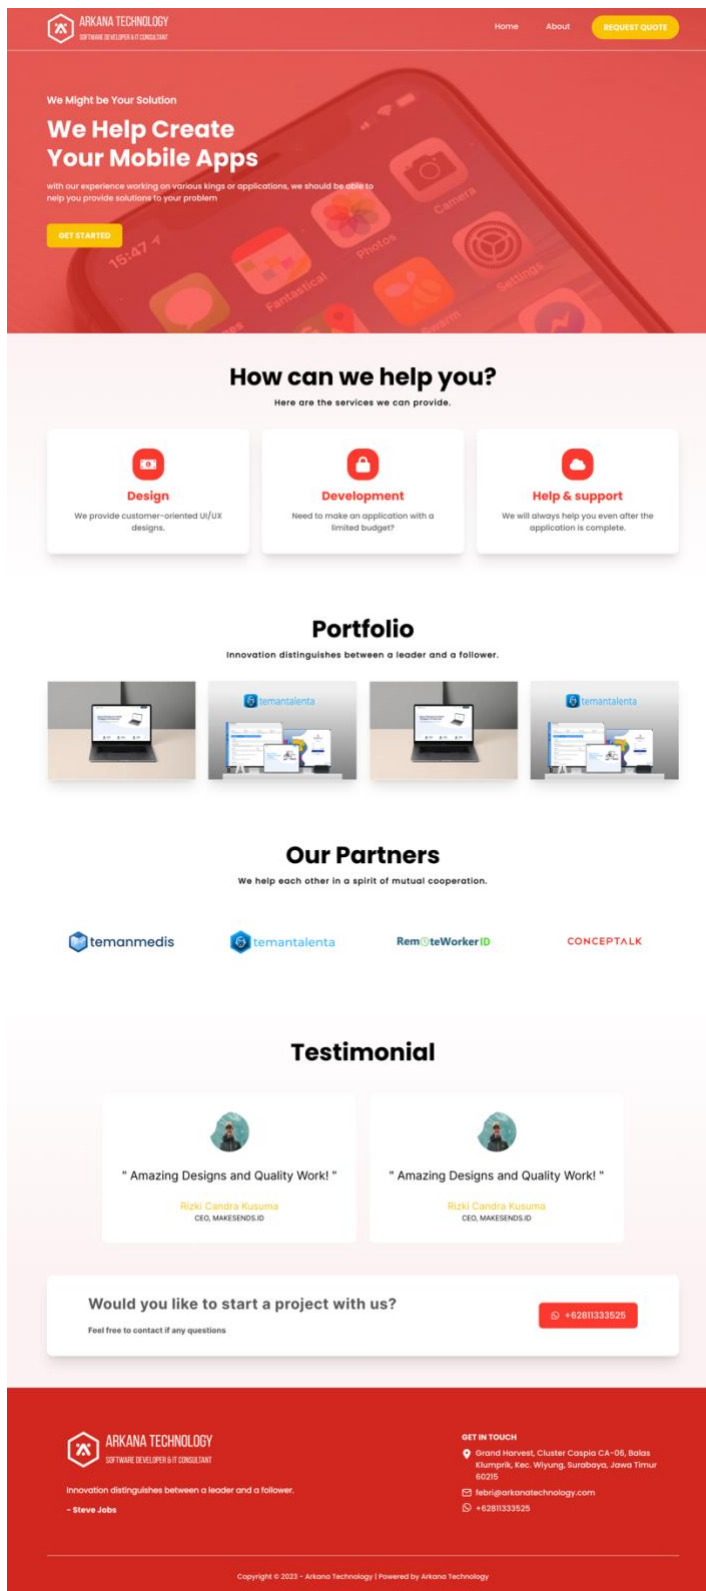 ARKANA TECHNOLOGY
SOFTWARE DEVELOPER & IT CONSULTANT
Home
About
REQUEST QUOTE
We Might be Your Solution
We Help Create
Your Mobile Apps
with our experience working on various kings or applications, we should be able to
help you provide solutions to your problem
GET STARTED
15:47
Fantastical
Photos
Camera
Swarm
Settings
How can we help you?
Here are the services we can provide.
Design
We provide customer-oriented UI/UX
designs.
Development
Need to make an application with a
limited budget?
Help & support
We will always help you even after the
application is complete.
Portfolio
Innovation distinguishes between a leader and a follower.
temantalenta
temantalenta
Our Partners
We help each other in a spirit of mutual cooperation.
temanmedis
temantalenta
RemoteWorkerID
CONCEPTALK
Testimonial
" Amazing Designs and Quality Work! "
Rizki Candra Kusuma
CEO, MAKESENDS.ID
" Amazing Designs and Quality Work! "
Rizki Candra Kusuma
CEO, MAKESENDS.ID
Would you like to start a project with us?
Feel free to contact if any questions
+62811333525
ARKANA TECHNOLOGY
SOFTWARE DEVELOPER & IT CONSULTANT
Innovation distinguishes between a leader and a follower.
- Steve Jobs
GET IN TOUCH
Grand Harvest, Cluster Caspia CA-06, Balas
Klumprik, Kec. Wiyung, Surabaya, Jawa Timur
60215
febri@arkanatechnology.com
+62811333525
Copyright © 2023 - Arkana Technology | Powered by Arkana Technology